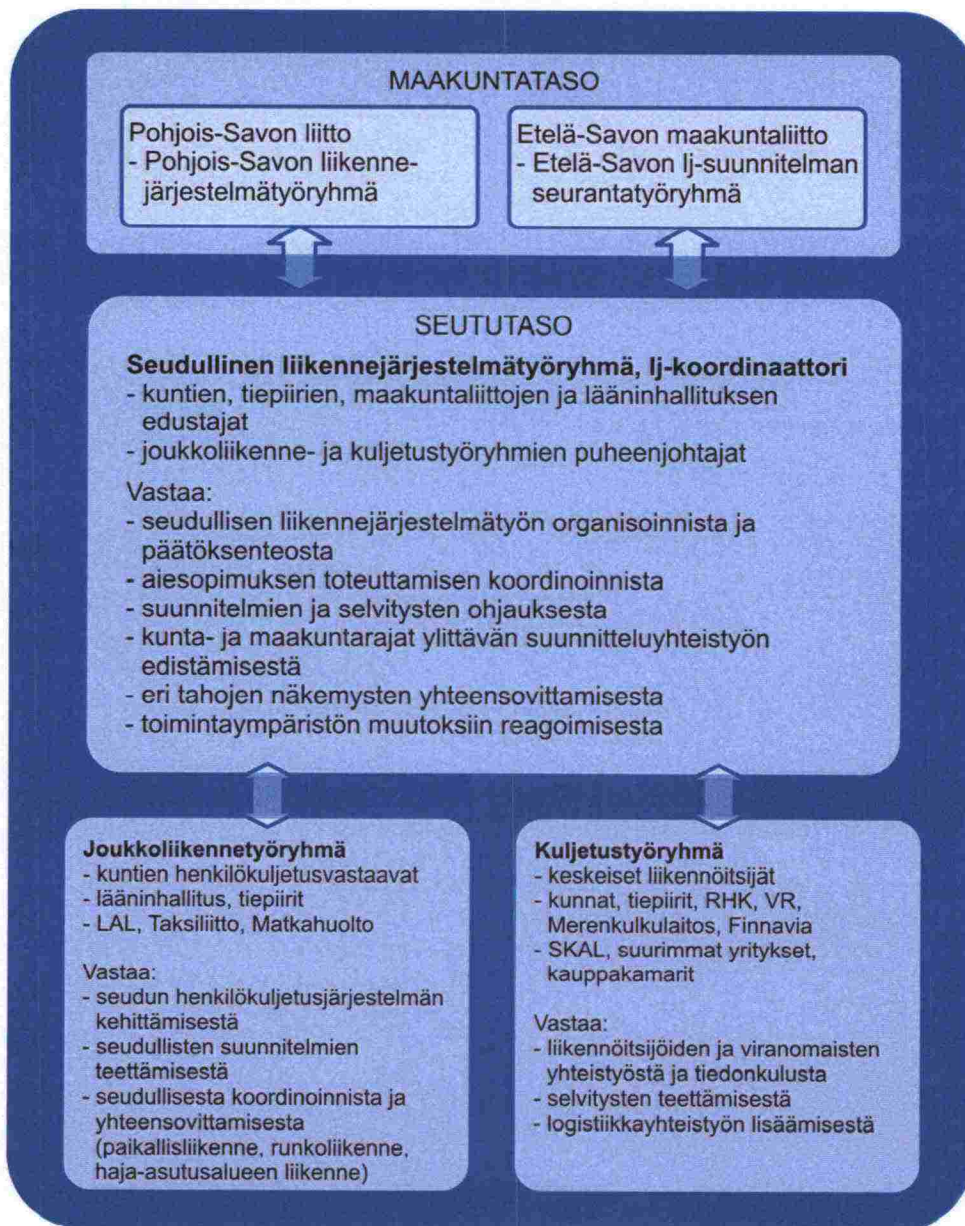 MAAKUNTATASO
Pohjois-Savon liitto
- Pohjois-Savon liikenne-
järjestelmätyöryhmä
Etelä-Savon maakuntaliitto
- Etelä-Savon lj-suunnitelman
seurantatyöryhmä
SEUTUTASO
Seudullinen liikennejärjestelmätyöryhmä, lj-koordinaattori
- kuntien, tiepiirien, maakuntaliittojen ja lääninhallituksen
edustajat
- joukkoliikenne- ja kuljetustyöryhmien puheenjohtajat
Vastaa:
- seudullisen liikennejärjestelmätyön organisoinnista ja
päätöksenteosta
- aiesopimuksen toteuttamisen koordinoinnista
- suunnitelmien ja selvitysten ohjauksesta
- kunta- ja maakuntarajat ylittävän suunnitteluyhteistyön
edistämisestä
- eri tahojen näkemysten yhteensovittamisesta
- toimintaympäristön muutoksiin reagoimisesta
Joukkoliikennetyöryhmä
- kuntien henkilökuljetusvastaavat
- lääninhallitus, tiepiirit
- LAL, Taksiliitto, Matkahuolto
Vastaa:
- seudun henkilökuljetusjärjestelmän
kehittämisestä
- seudullisten suunnitelmien
teettämisestä
- seudullisesta koordinoinnista ja
yhteensovittamisesta
(paikallisliikenne, runkoliikenne,
haja-asutusalueen liikenne)
Kuljetustyöryhmä
- keskeiset liikennöitsijät
- kunnat, tiepiirit, RHK, VR,
Merenkulkulaitos, Finnavia
- SKAL, suurimmat yritykset,
kauppakamarit
Vastaa:
- liikennöitsijöiden ja viranomaisten
yhteistyöstä ja tiedonkulusta
- selvitysten teettämisestä
- logistiikkayhteistyön lisäämisestä